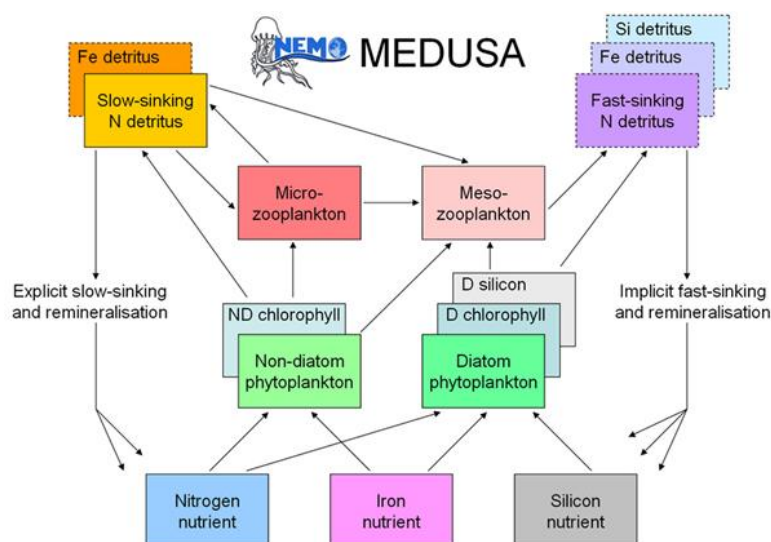 NEMO MEDUSA
Si detritus
Fe detritus
Fe detritus
Slow-sinking
N detritus
Fast-sinking
N detritus
Micro-
zooplankton
Meso-
zooplankton
Explicit slow-sinking
and remineralisation
Implicit fast-sinking
and remineralisation
D silicon
ND chlorophyll
D chlorophyll
Non-diatom
phytoplankton
Diatom
phytoplankton
Nitrogen
nutrient
Iron
nutrient
Silicon
nutrient